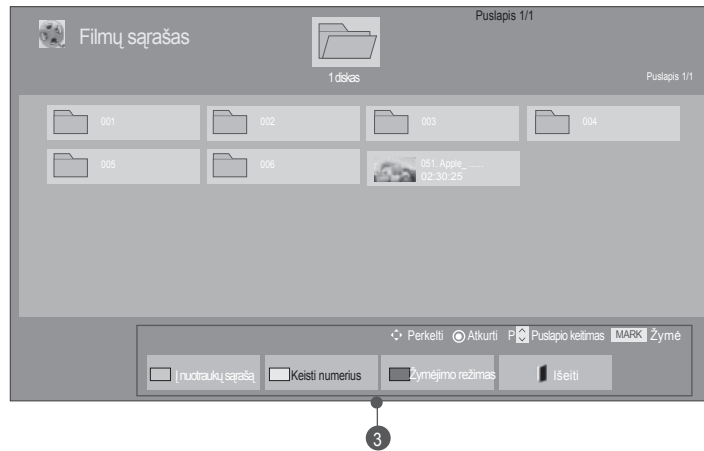 Puslapis 1/1
Filmų sąrašas
1 diskas
Puslapis 1/1
001
002
003
004
005
006
051. Apple_ ......
02:30:25
Perkelti Atkurti P Puslapio keitimas MARK Žymė
Į nuotraukų sąrašą Keisti numerius Žymėjimo režimas Išeiti
3